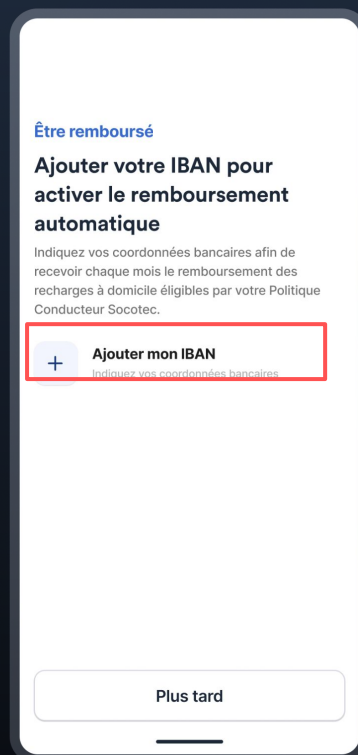 Être remboursé
Ajouter votre IBAN pour
activer le remboursement
automatique
Indiquez vos coordonnées bancaires afin de
recevoir chaque mois le remboursement des
recharges à domicile éligibles par votre Politique
Conducteur Socotec.
Ajouter mon IBAN
Indiquez vos coordonnées bancaires
Plus tard